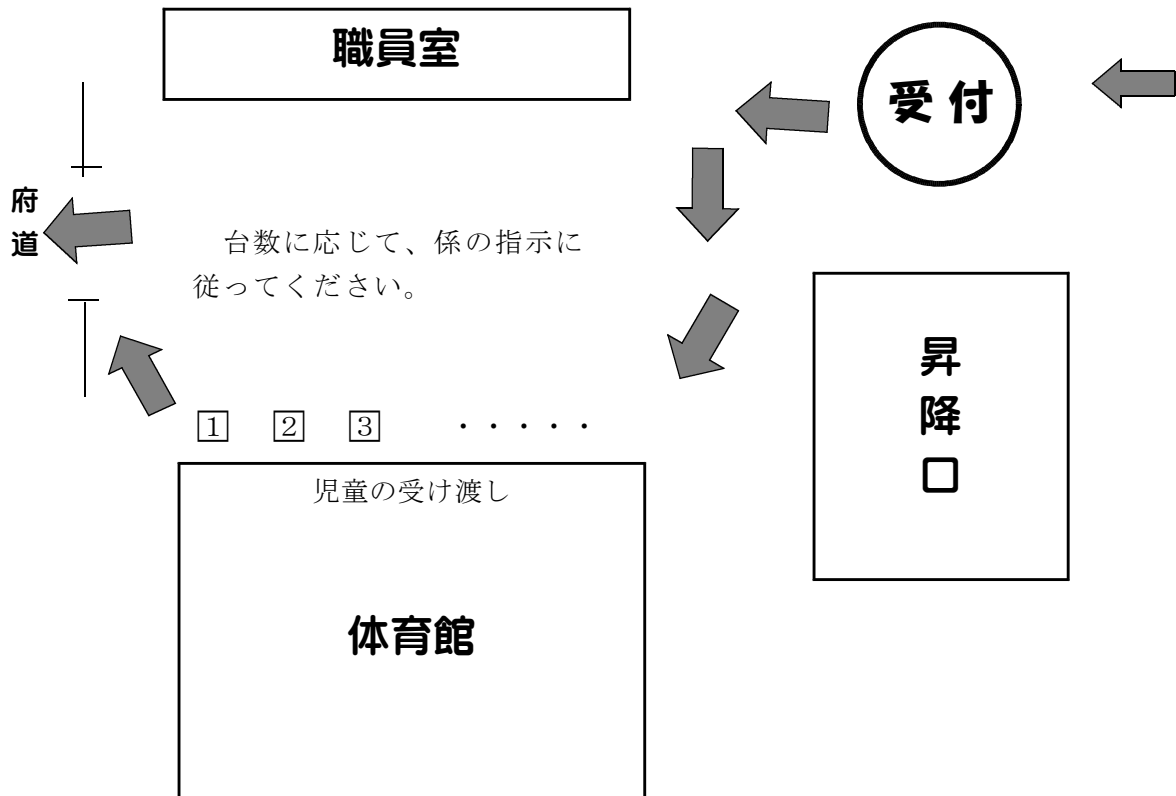 職員室
受付
府
道
台数に応じて、係の指示に
従ってください。
昇
降
口
1 2 3 ・・・・・
児童の受け渡し
体育館